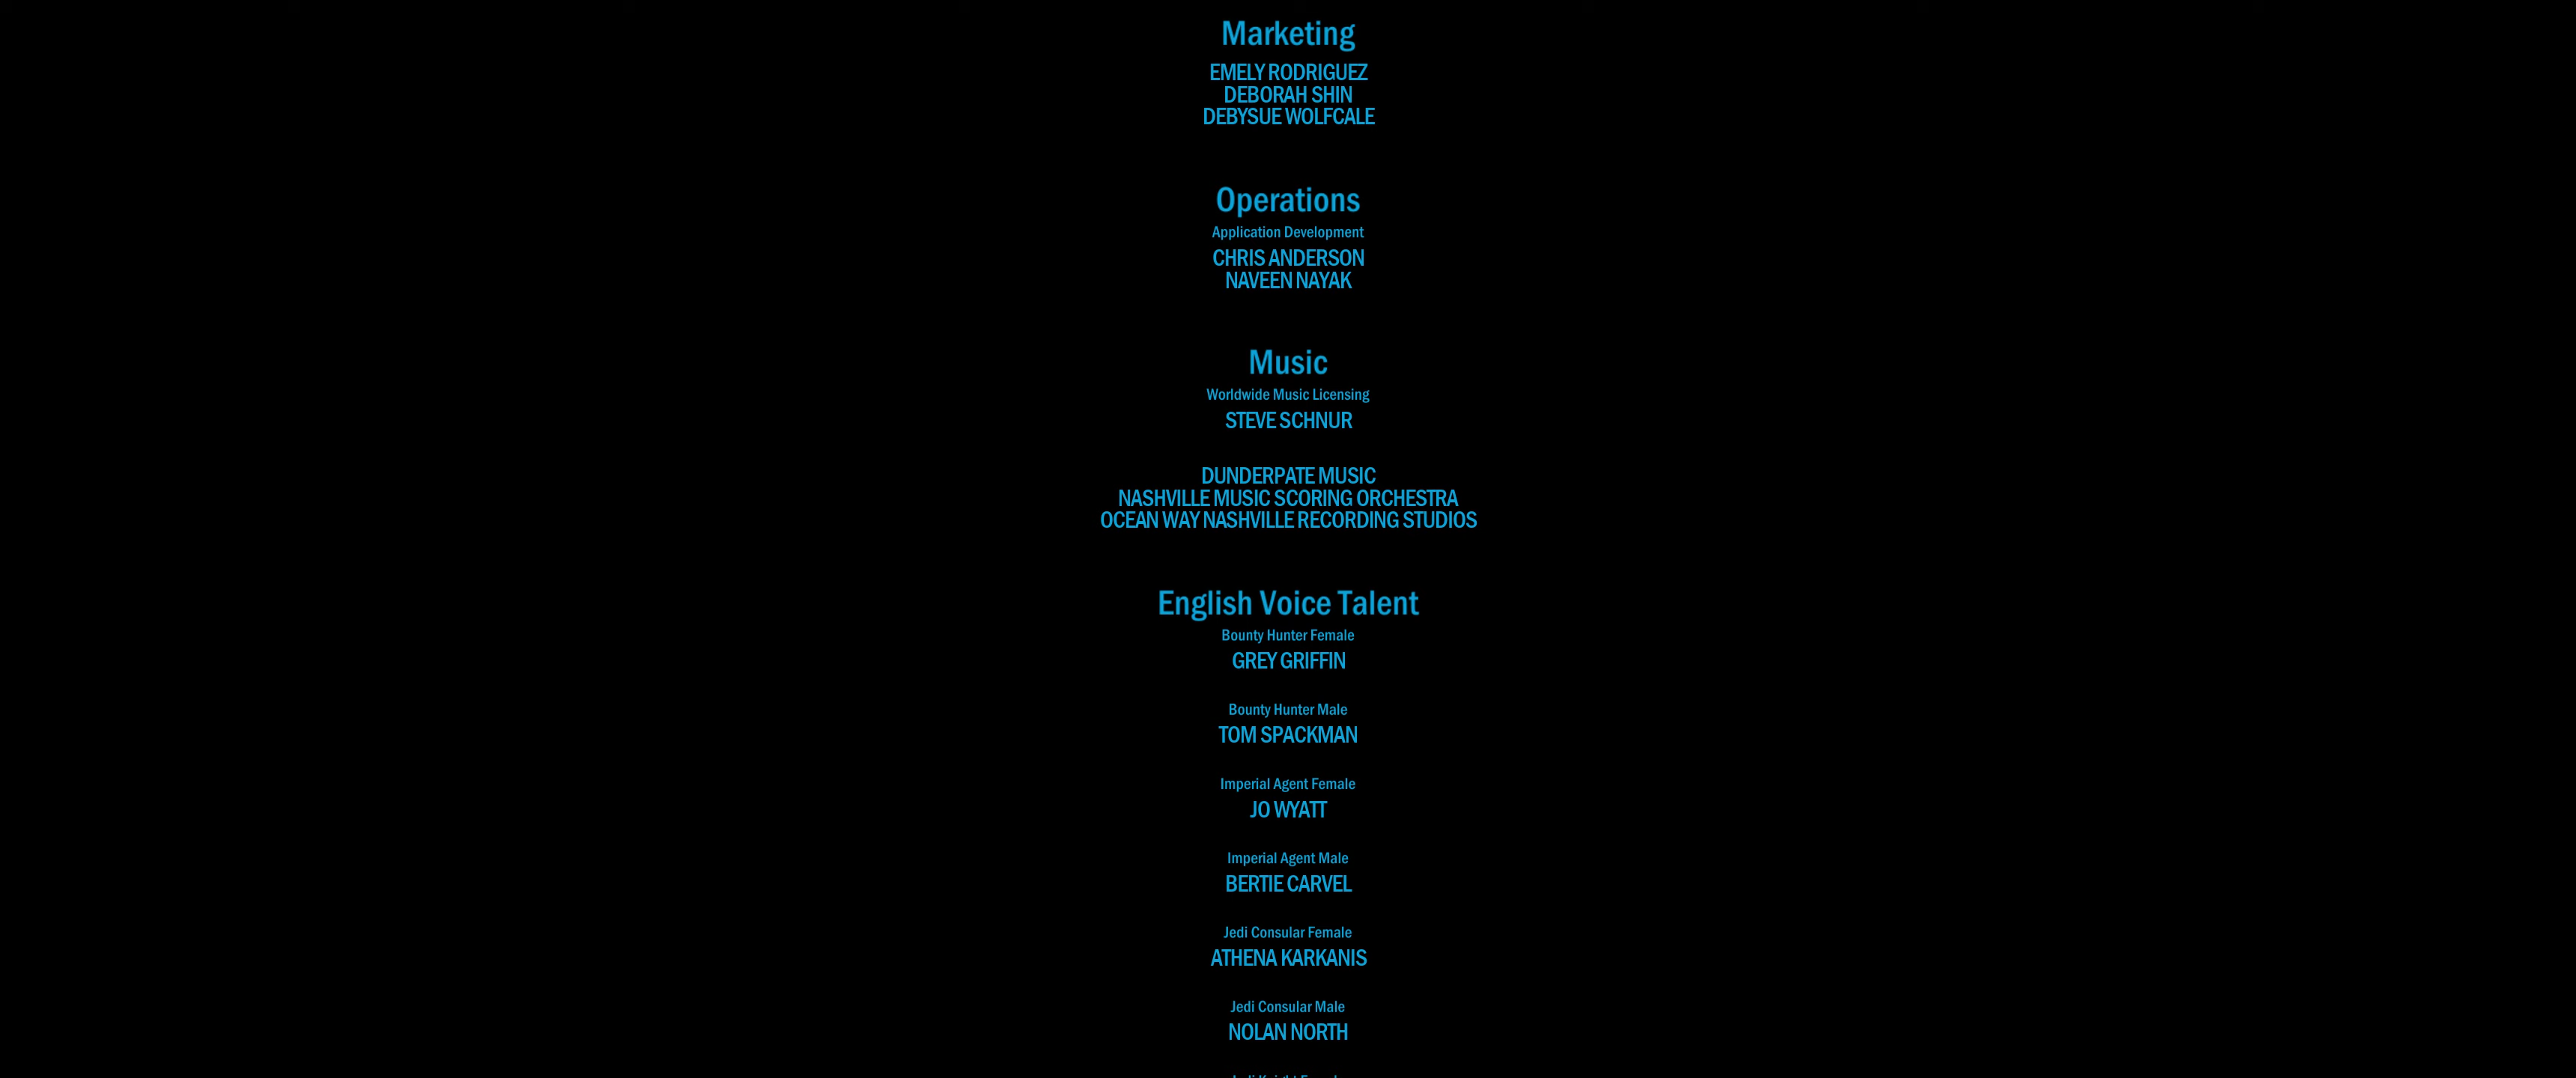 Marketing
EMELY RODRIGUEZ
DEBORAH SHIN
DEBYSUE WOLFCALE
Operations
Application Development
CHRIS ANDERSON
NAVEEN NAYAK
Music
Worldwide Music Licensing
STEVE SCHNUR
DUNDERPATE MUSIC
NASHVILLE MUSIC SCORING ORCHESTRA
OCEAN WAY NASHVILLE RECORDING STUDIOS
English Voice Talent
Bounty Hunter Female
GREY GRIFFIN
Bounty Hunter Male
TOM SPACKMAN
Imperial Agent Female
JO WYATT
Imperial Agent Male
BERTIE CARVEL
Jedi Consular Female
ATHENA KARKANIS
Jedi Consular Male
NOLAN NORTH